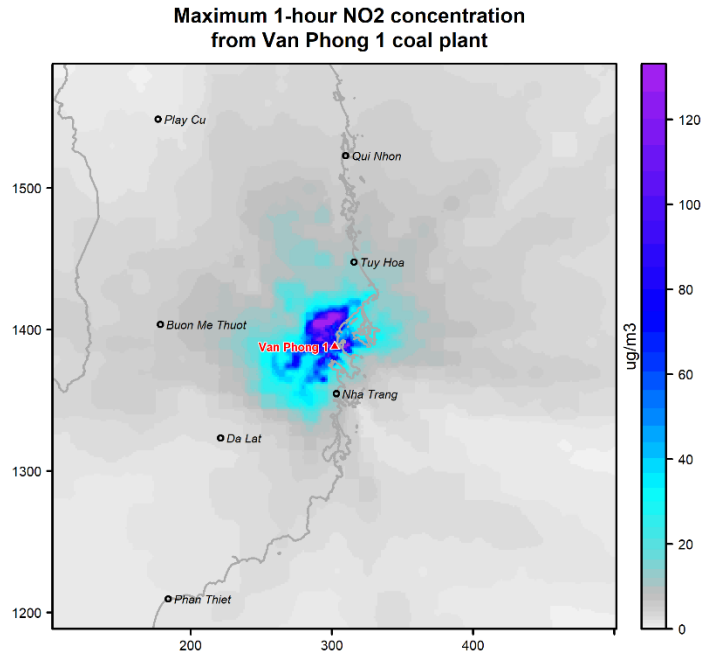 Maximum 1-hour NO2 concentration
from Van Phong 1 coal plant
Play Cu
Qui Nhon
Tuy Hoa
Buon Me Thuot
Van Phong 1
Nha Trang
Da Lat
Phan Thiet
1500
1400
1300
1200
200
300
400
120
100
80
60
40
20
0
ug/m3